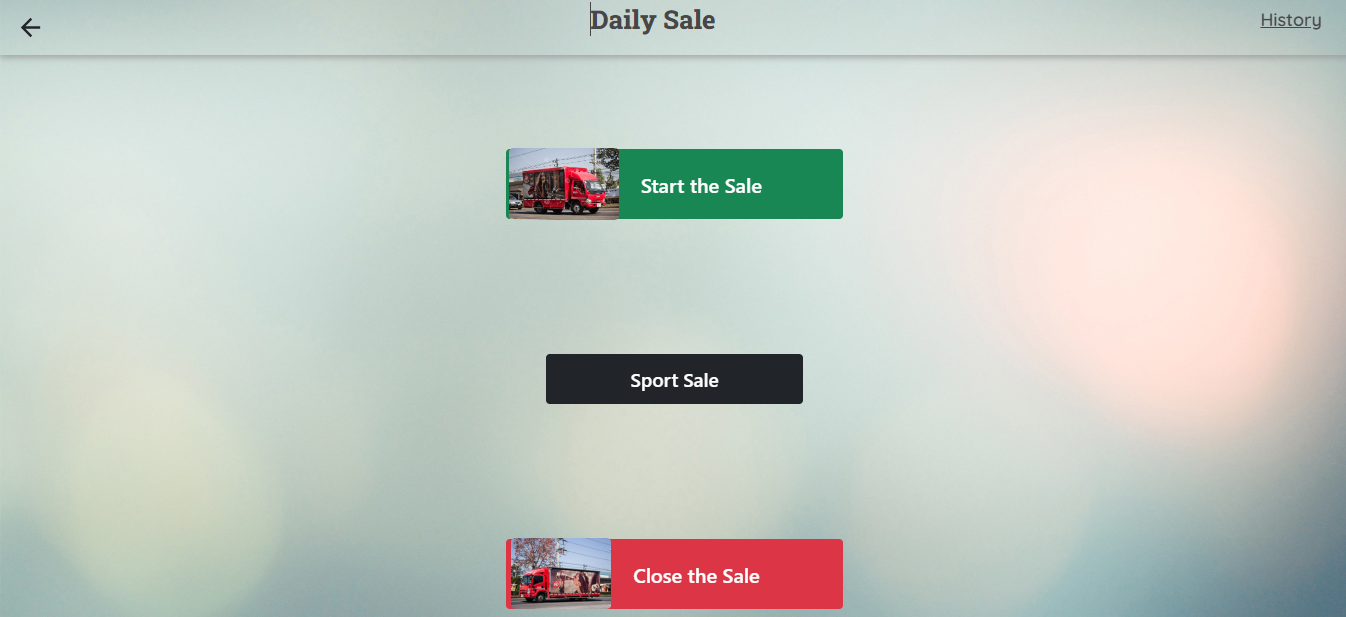 Daily Sale
History
Start the Sale
Sport Sale
Close the Sale